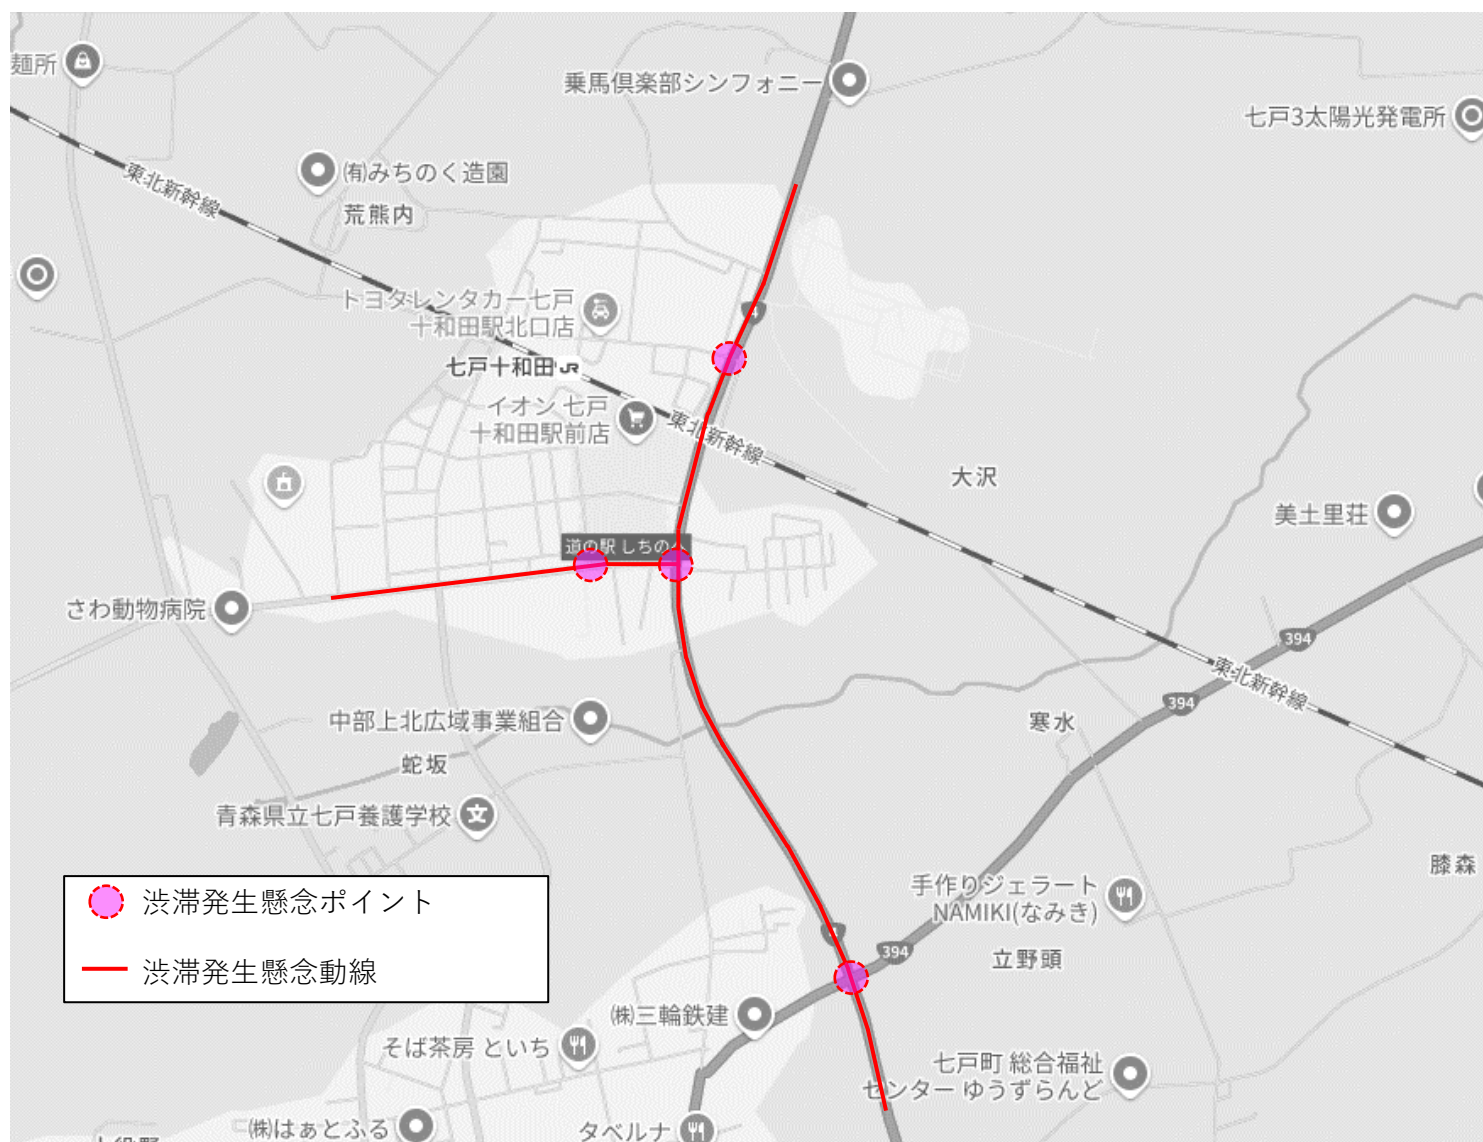 麺所
乗馬倶楽部シンフォニー
七戸3太陽光発電所
㈲みちのく造園
東北新幹線
荒熊内
トヨタレンタカー七戸
十和田駅北口店
七戸十和田 JR
イオン 七戸
十和田駅前店
東北新幹線
大沢
美土里荘
道の駅 しちの
さわ動物病院
394
東北新幹線
394
中部上北広域事業組合
寒水
蛇坂
青森県立七戸養護学校
文
膝森
渋滞発生懸念ポイント
渋滞発生懸念動線
手作りジェラート
NAMIKI(なみき)
394
立野頭
㈱三輪鉄建
そば茶房 といち
七戸町 総合福祉
センター ゆうずらんど
㈱はぁとふる
タベルナ